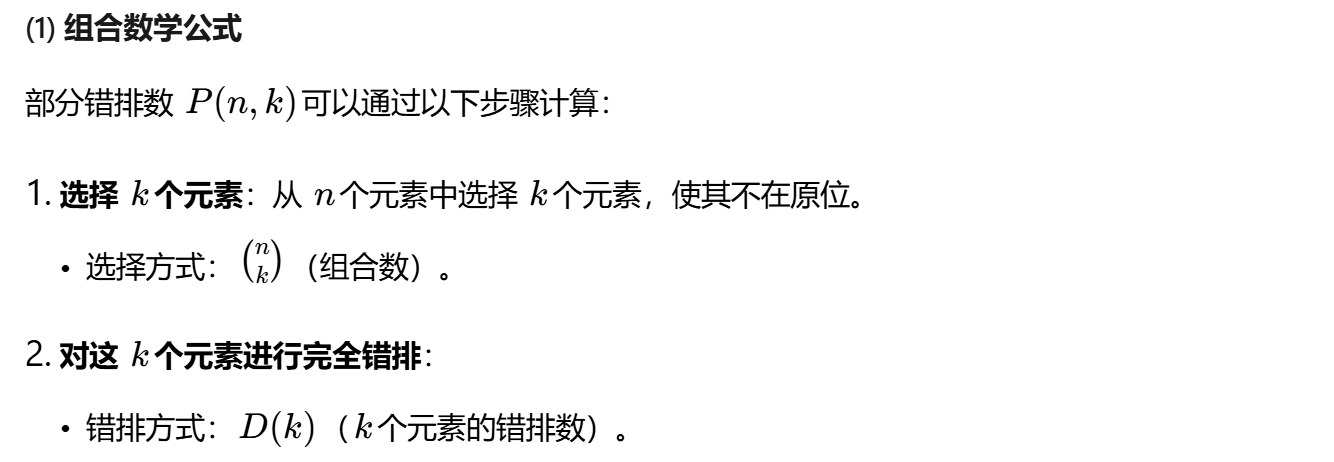 (1) 组合数学公式
部分错排数 P(n, k)可以通过以下步骤计算：
1. 选择 k 个元素：从 n 个元素中选择 k 个元素，使其不在原位。
• 选择方式：(n k)（组合数）。
2. 对这 k 个元素进行完全错排：
• 错排方式：D(k)（k 个元素的错排数）。